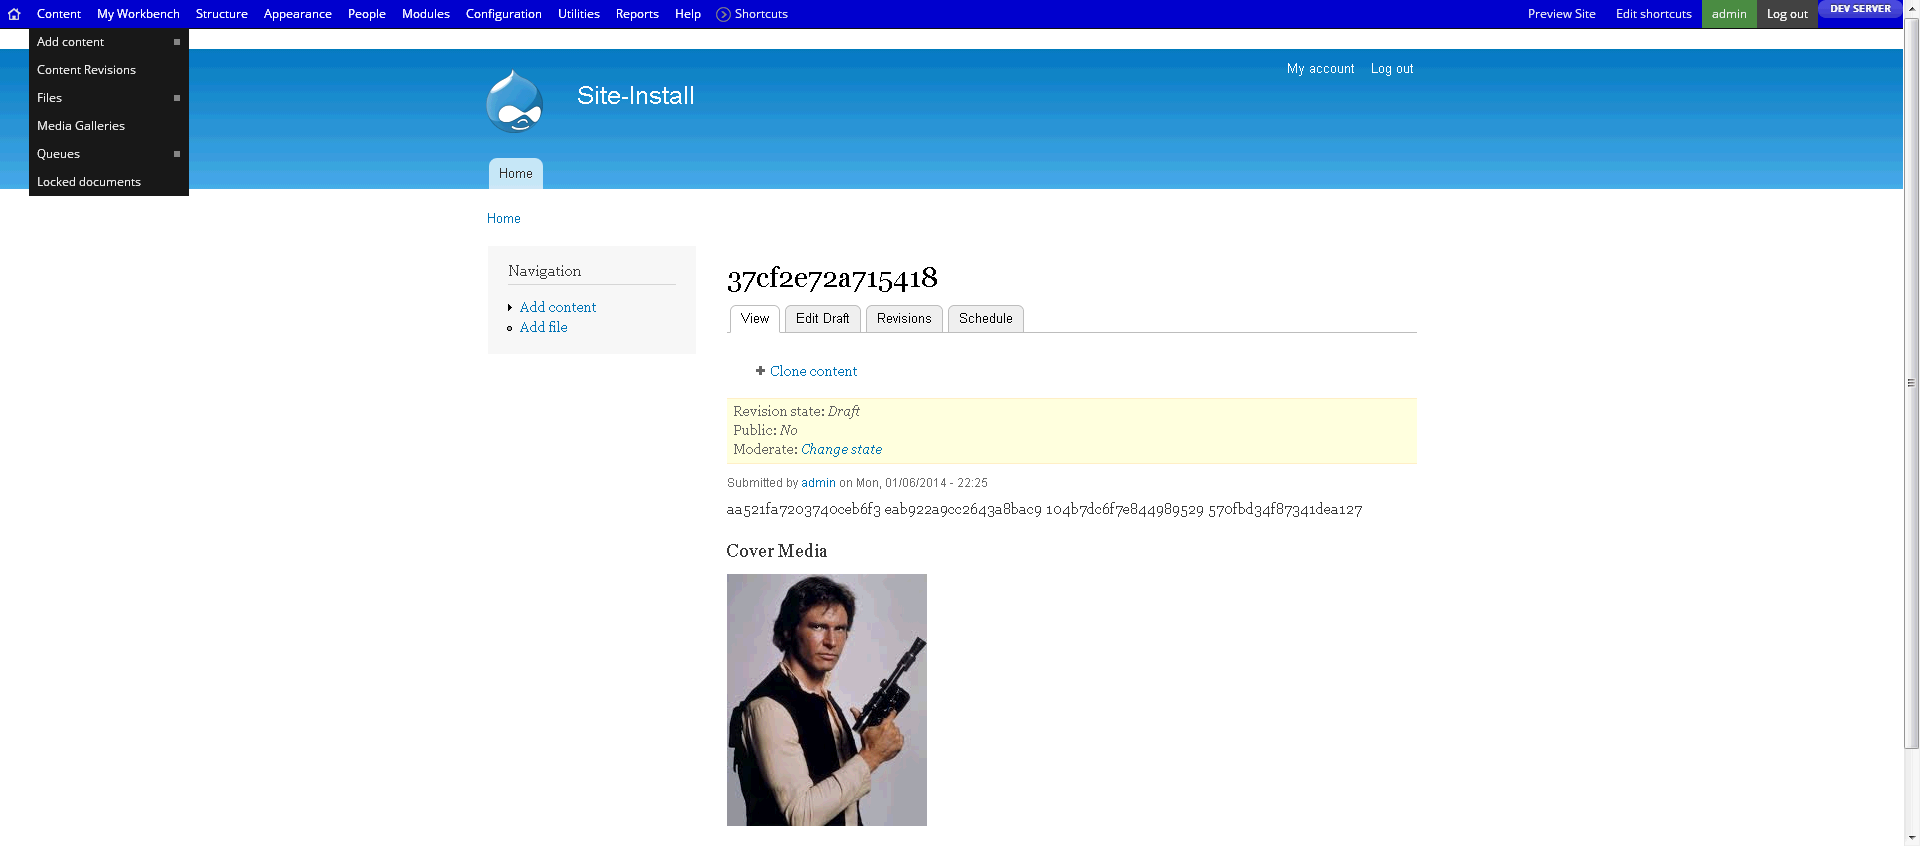 Content My Workbench Structure Appearance People Modules Configuration Utilities Reports Help Shortcuts Preview Site Edit shortcuts admin Log out DEV SERVER
Add content
Content Revisions
Files
Media Galleries
Queues
Locked documents
My account Log out
Site-Install
Home
Home
Navigation
Add content
Add file
37cf2e72a715418
View Edit Draft Revisions Schedule
Clone content
Revision state: Draft
Public: No
Moderate: Change state
Submitted by admin on Mon, 01/06/2014 - 22:25
aa521fa7203740ceb6f3 eab922a9cc2643a8bac9 104b7dc6f7e844989529 570fbd34f87341dea127
Cover Media